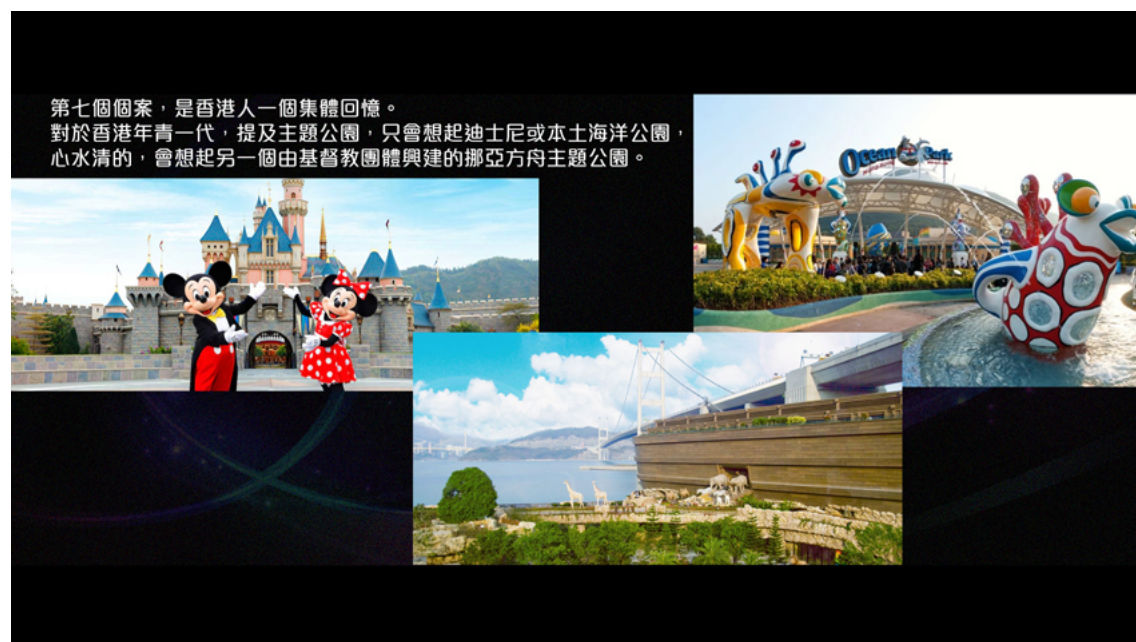 第七個個案，是香港人一個集體回憶。
對於香港年青一代，提及主題公園，只會想起迪士尼或本土海洋公園，
心水清的，會想起另一個由基督教團體興建的挪亞方舟主題公園。
Ocean Park